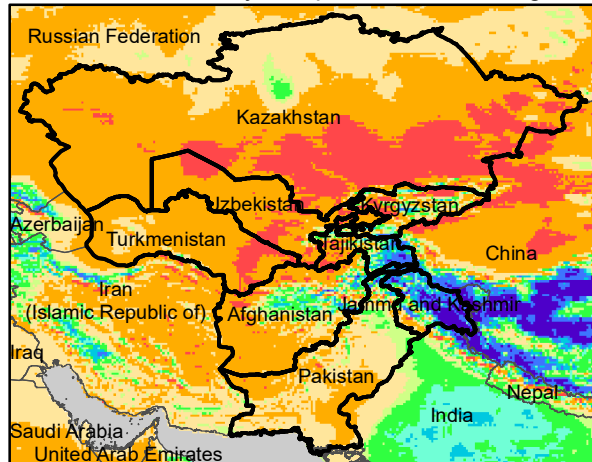 Russian Federation
Kazakhstan
Uzbekistan
Kyrgyzstan
Azerbaijan
Turkmenistan
Tajikistan
China
Iran
(Islamic Republic of)
Afghanistan
Jammu and Kashmir
Iraq
Pakistan
Nepal
India
Saudi Arabia
United Arab Emirates